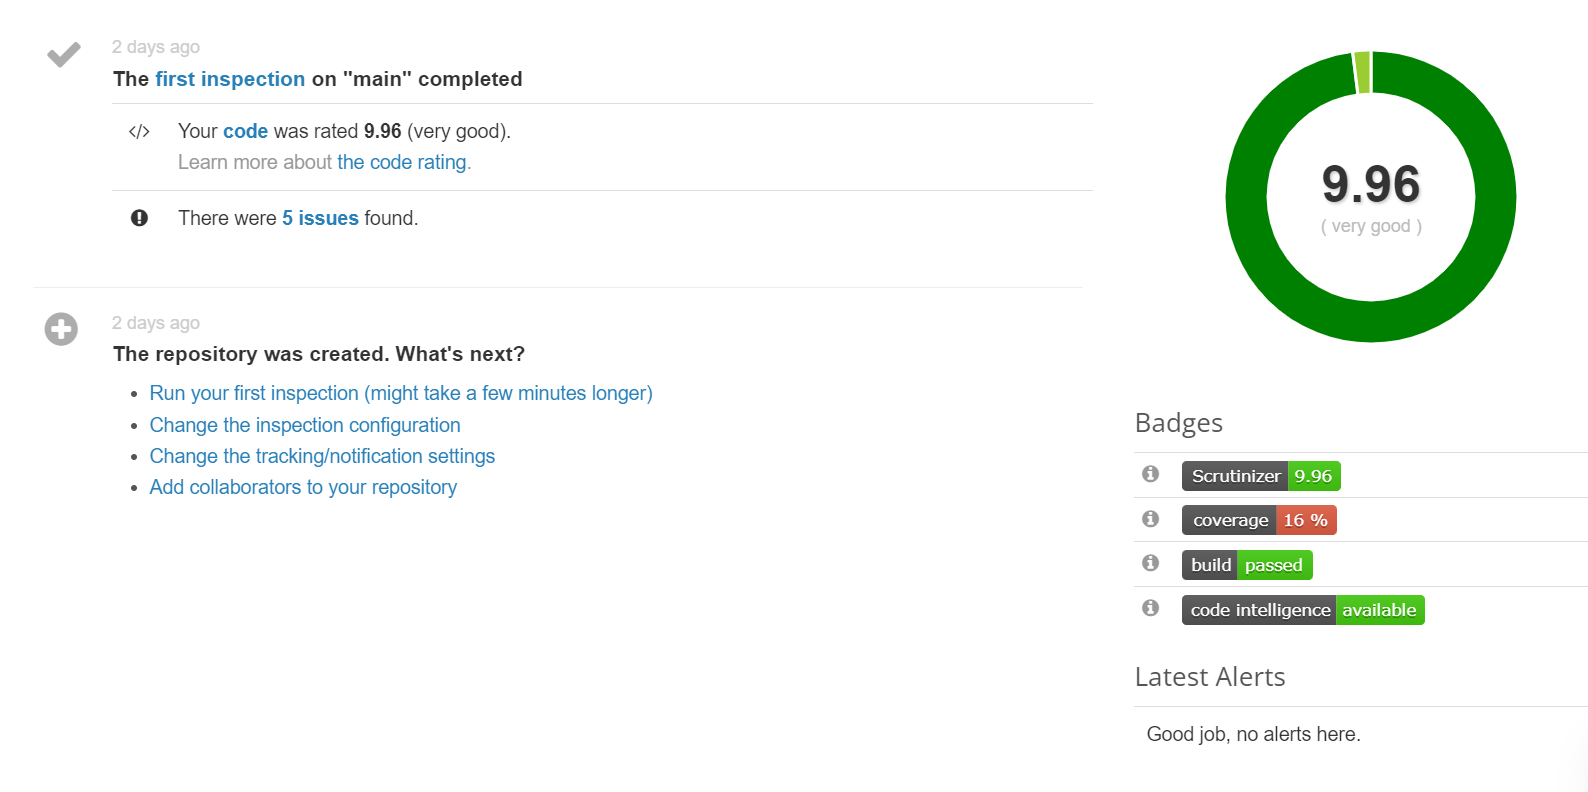 2 days ago
The first inspection on "main" completed
</> Your code was rated 9.96 (very good).
Learn more about the code rating.
There were 5 issues found.
2 days ago
The repository was created. What's next?
• Run your first inspection (might take a few minutes longer)
• Change the inspection configuration
• Change the tracking/notification settings
• Add collaborators to your repository
9.96
( very good )
Badges
Scrutinizer 9.96
coverage 16 %
build passed
code intelligence available
Latest Alerts
Good job, no alerts here.